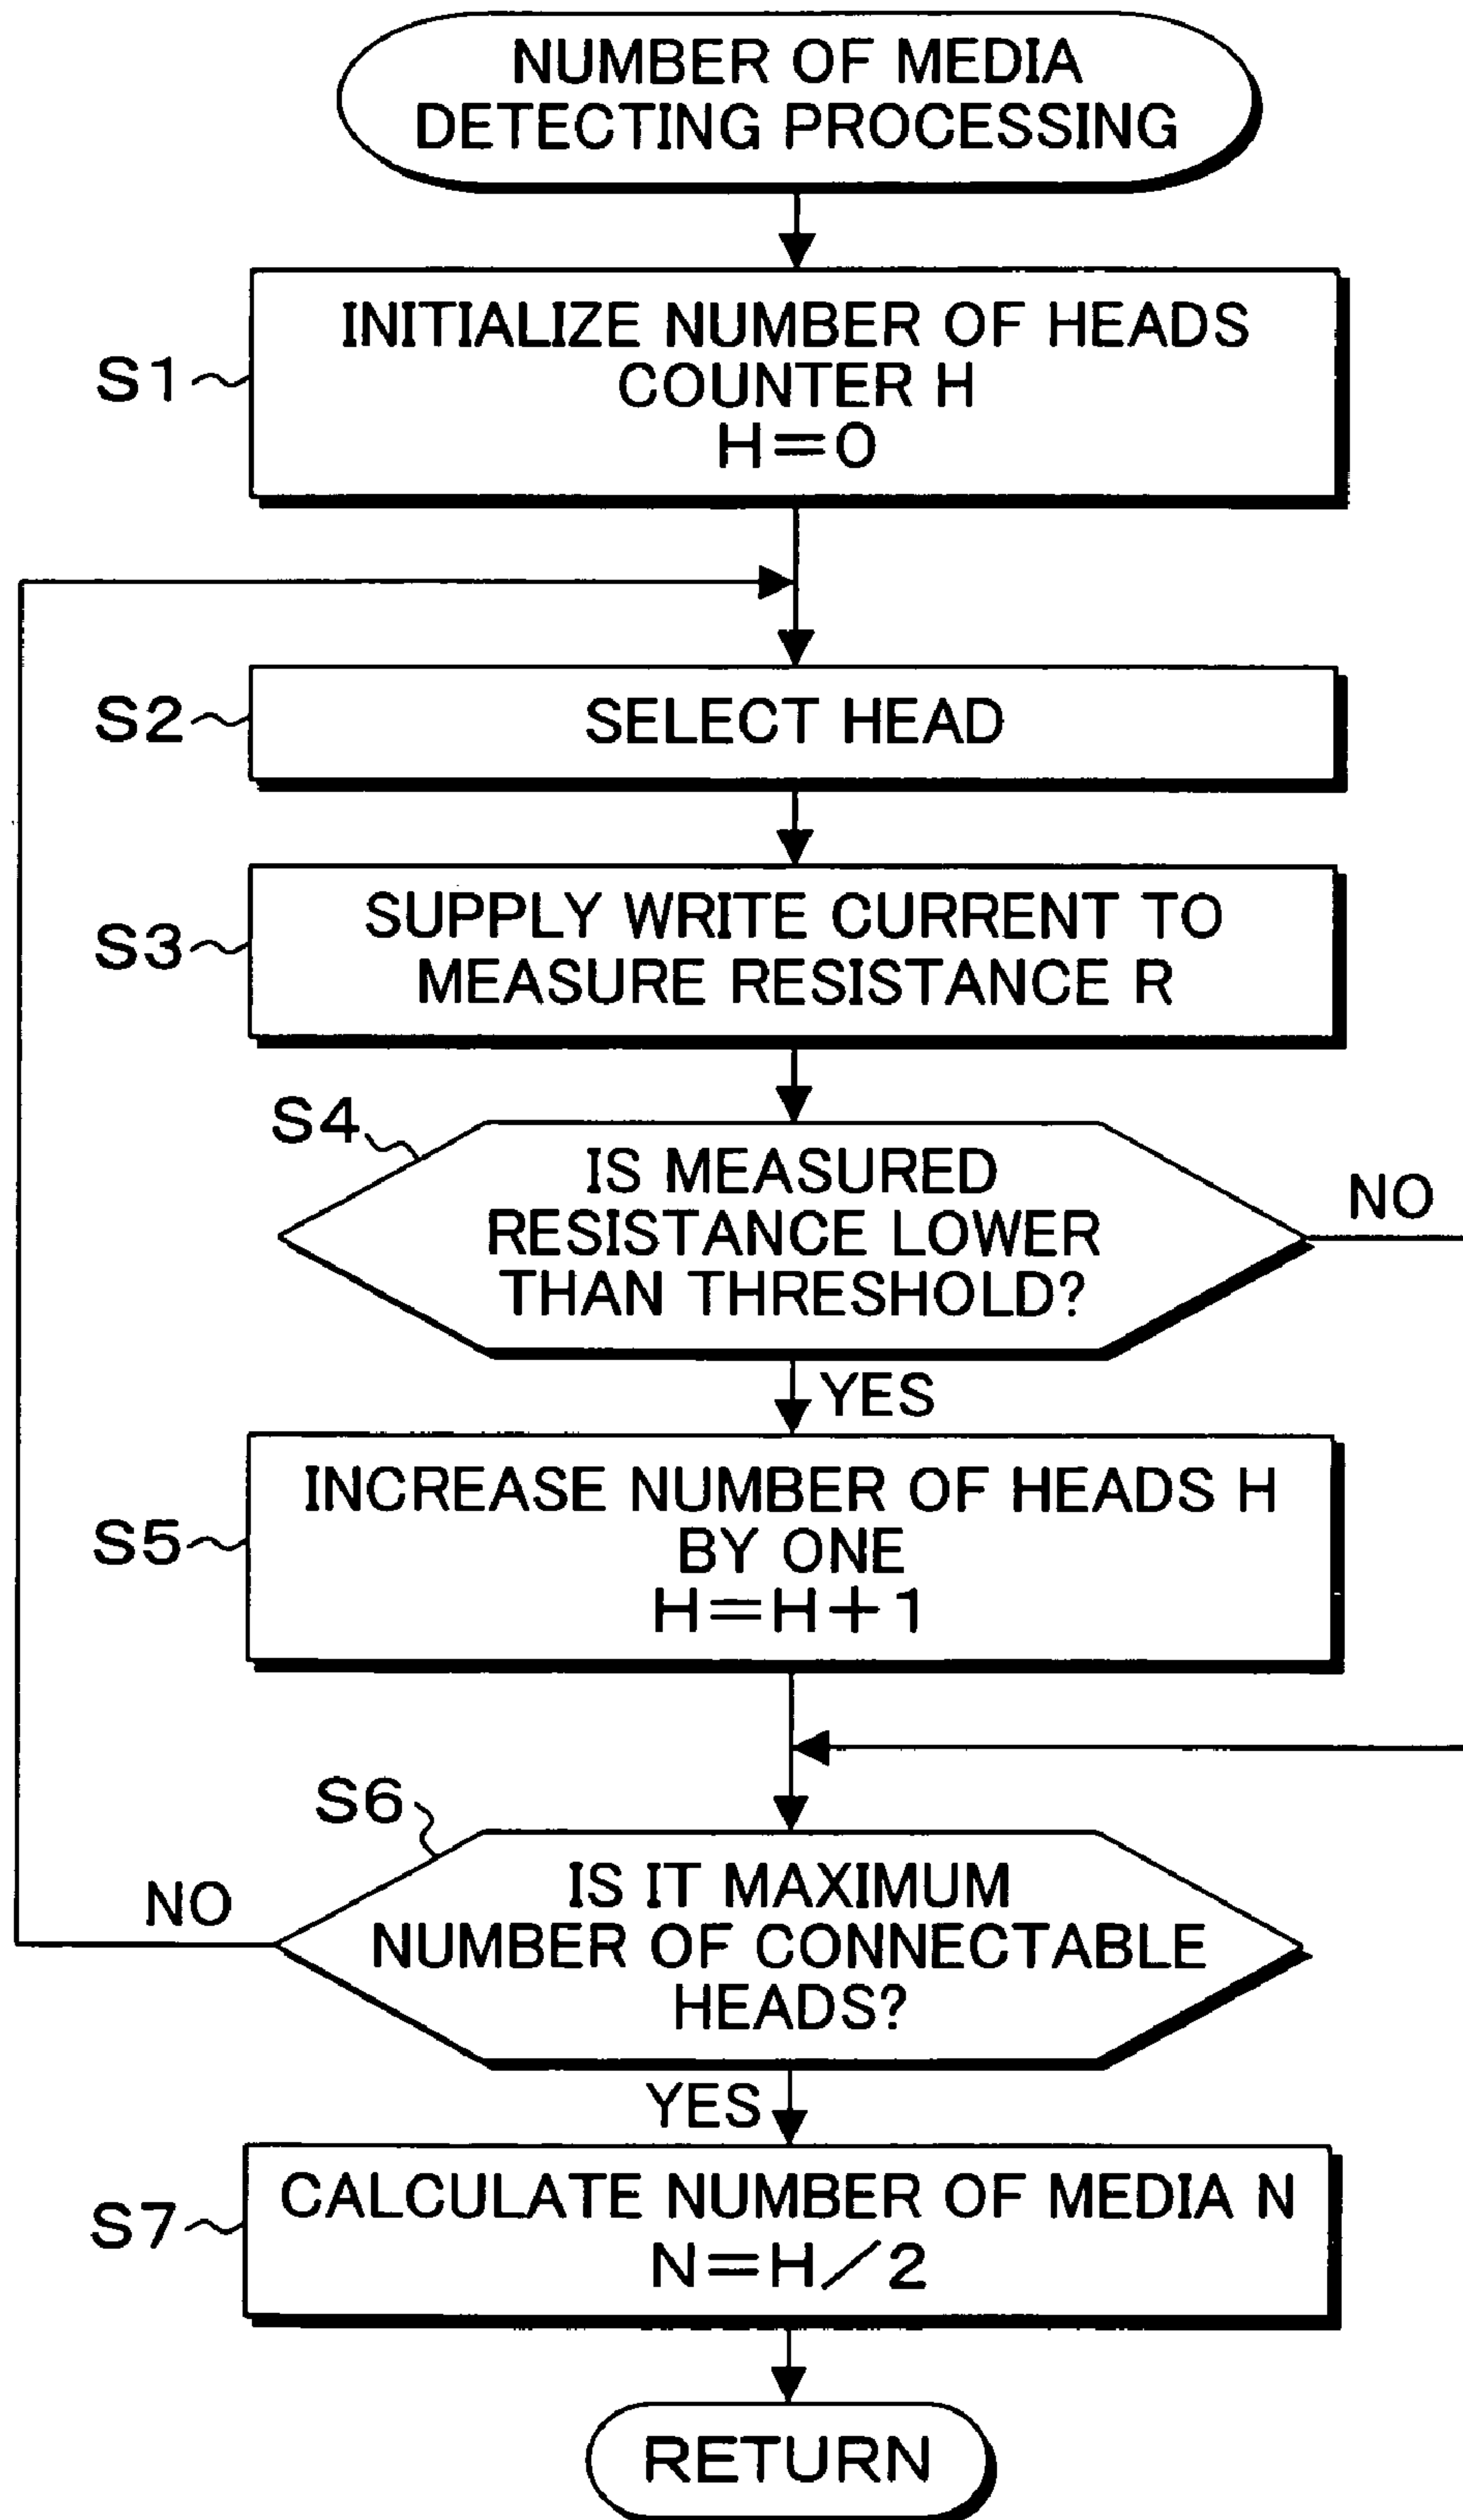 NUMBER OF MEDIA
DETECTING PROCESSING
S1
INITIALIZE NUMBER OF HEADS
COUNTER H
H=0
S2
SELECT HEAD
S3
SUPPLY WRITE CURRENT TO
MEASURE RESISTANCE R
S4
IS MEASURED
RESISTANCE LOWER
THAN THRESHOLD?
NO
YES
S5
INCREASE NUMBER OF HEADS H
BY ONE
H=H+1
S6
IS IT MAXIMUM
NUMBER OF CONNECTABLE
HEADS?
NO
YES
S7
CALCULATE NUMBER OF MEDIA N
N=H/2
RETURN